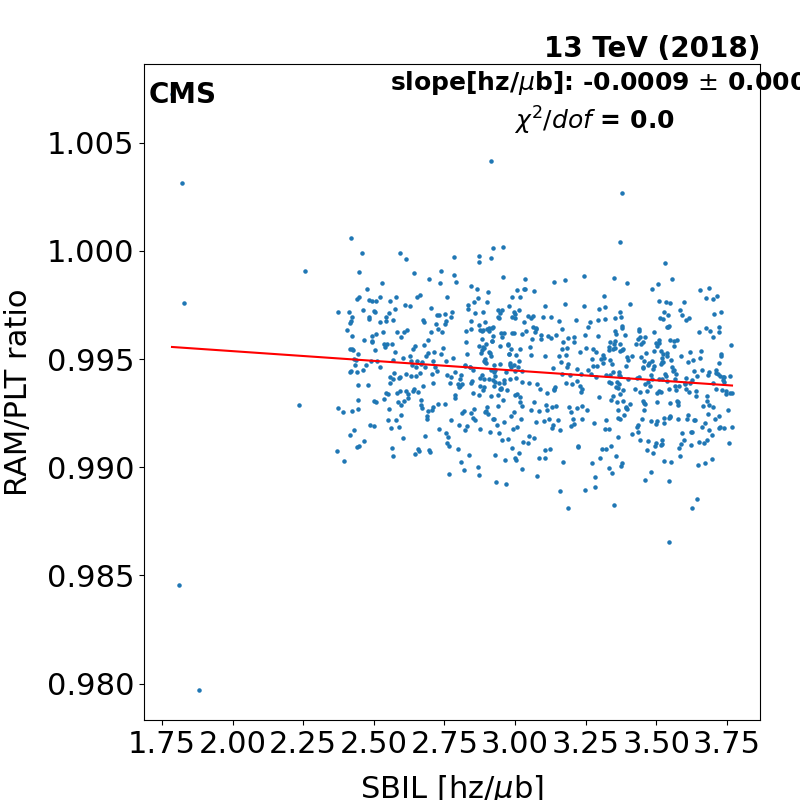 13 TeV (2018)
CMS
slope[hz/μb]: -0.0009 ± 0.000
χ²/dof = 0.0
RAM/PLT ratio
1.005
1.000
0.995
0.990
0.985
0.980
1.75 2.00 2.25 2.50 2.75 3.00 3.25 3.50 3.75
SBIL [hz/μb]